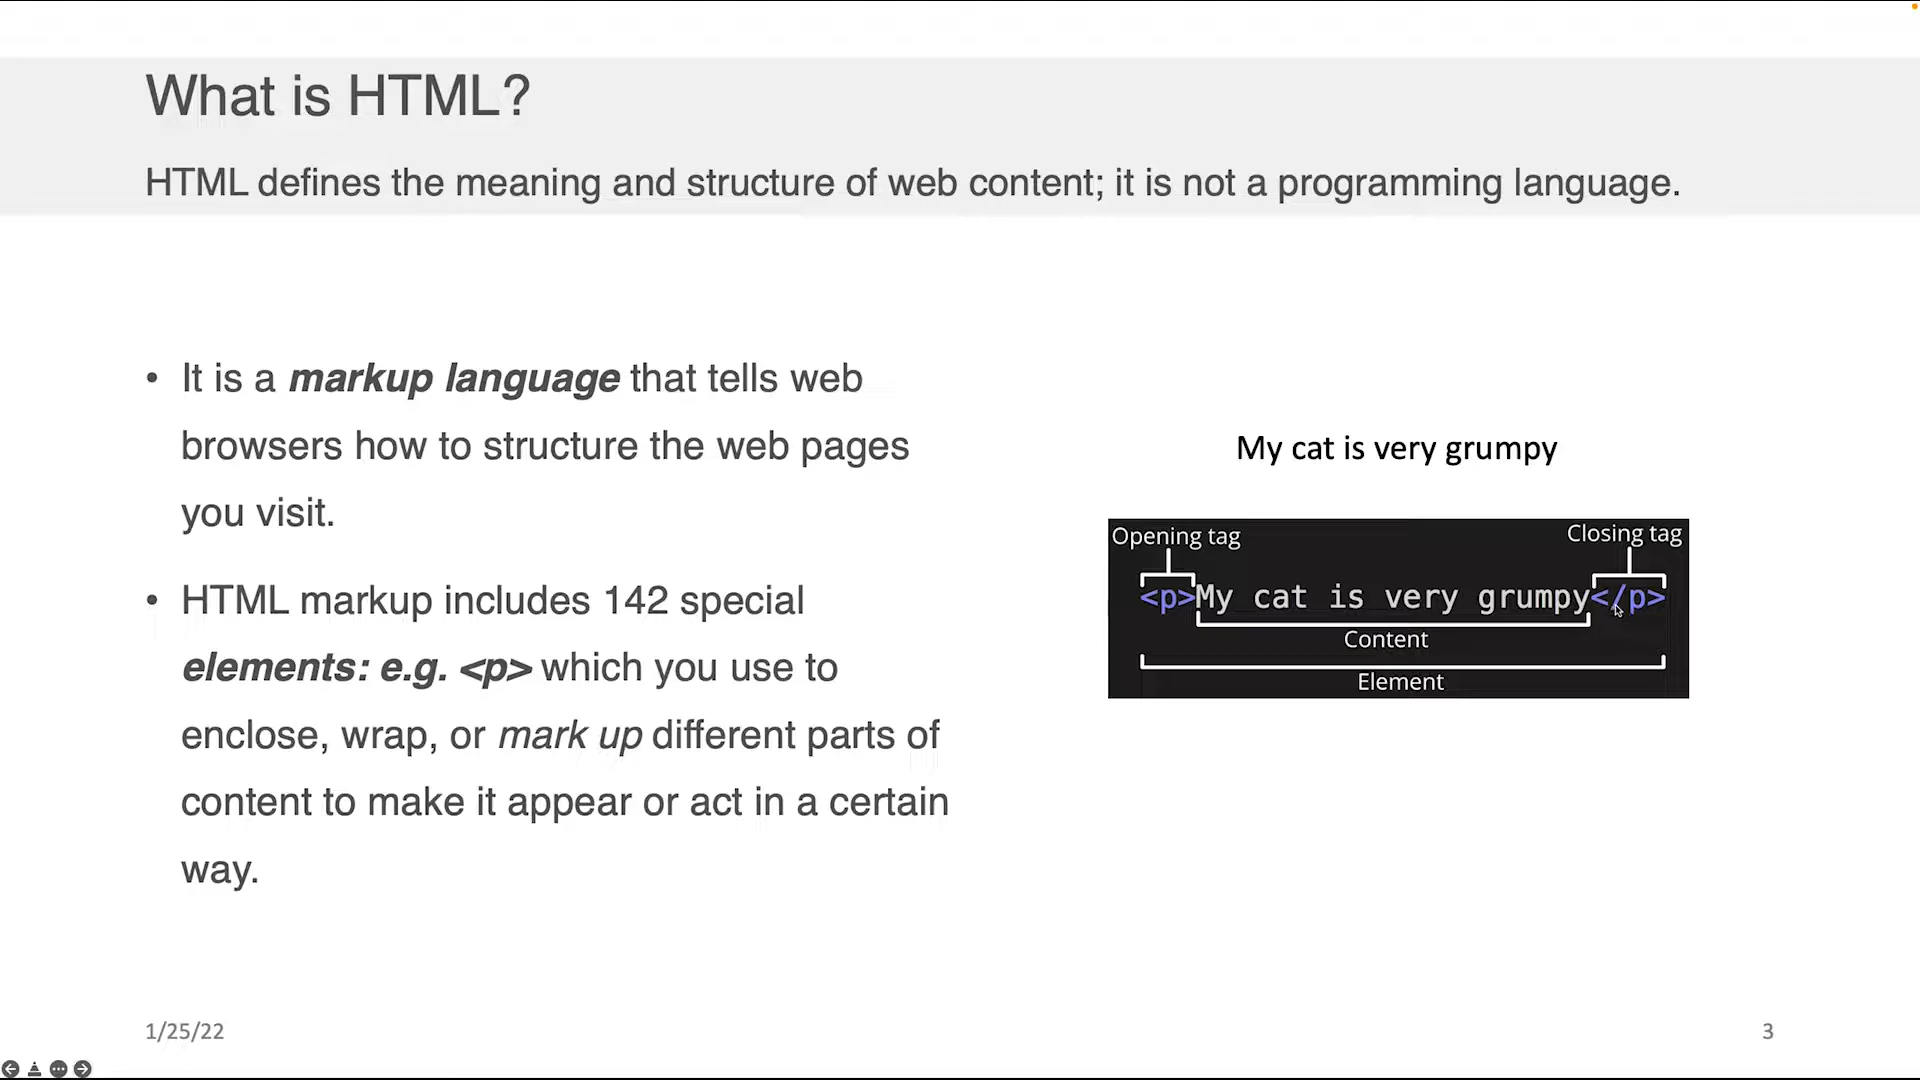 What is HTML?
HTML defines the meaning and structure of web content; it is not a programming language.
• It is a markup language that tells web
browsers how to structure the web pages
you visit.
• HTML markup includes 142 special
elements: e.g. <p> which you use to
enclose, wrap, or mark up different parts of
content to make it appear or act in a certain
way.
My cat is very grumpy
Opening tag
Closing tag
<p>My cat is very grumpy</p>
Content
Element
1/25/22
3